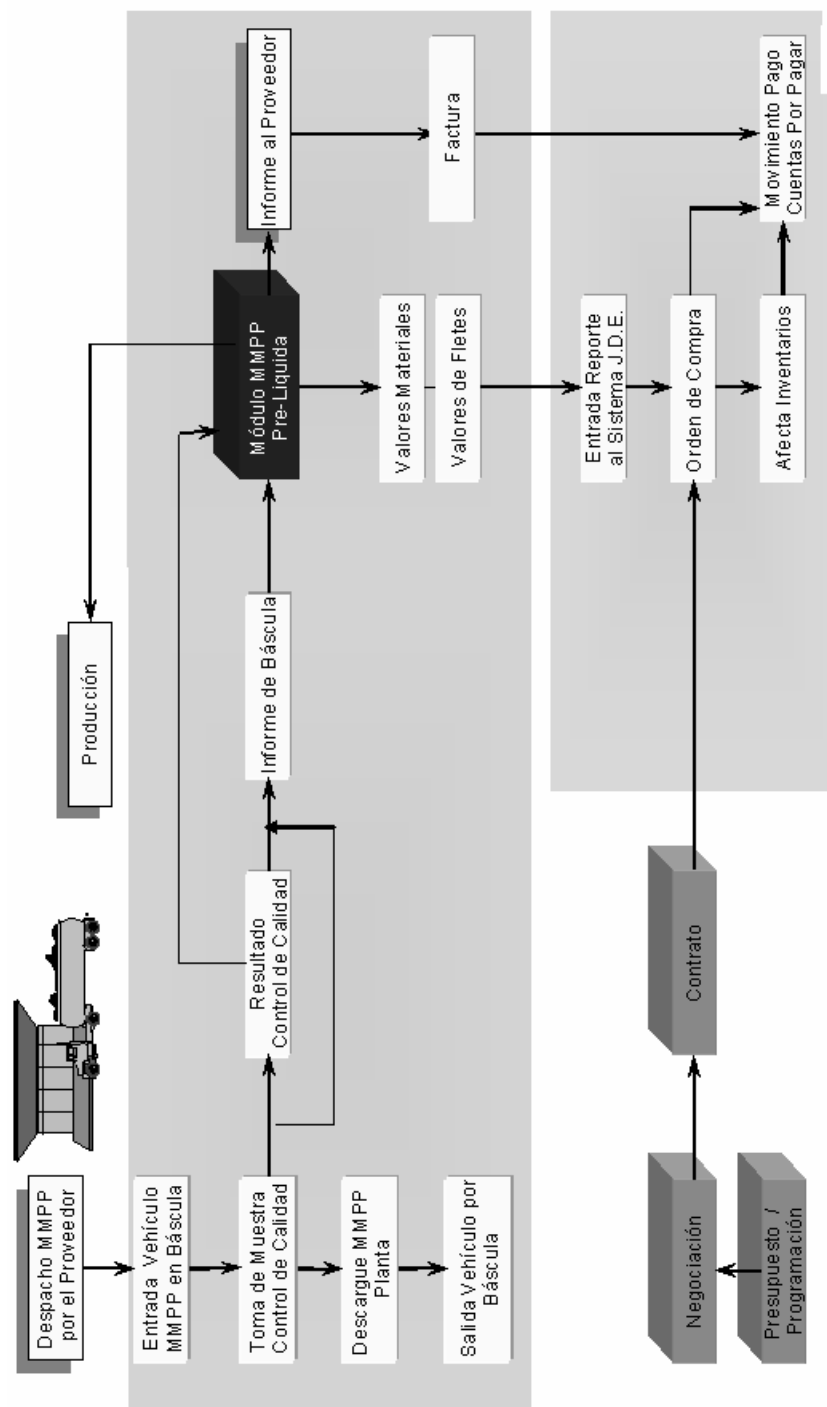 Despacho MMPP
por el Proveedor
Entrada Vehículo
MMPP en Báscula
Toma de Muestra
Control de Calidad
Descargue MMPP
Planta
Salida Vehículo por
Báscula
Resultado
Control de Calidad
Informe de Báscula
Producción
Módulo MMPP
Pre-Liquida
Informe al Proveedor
Factura
Valores Materiales
Valores de Fletes
Entrada Reporte
al Sistema J.D.E.
Orden de Compra
Afecta Inventarios
Movimiento Pago
Cuentas Por Pagar
Negociación
Presupuesto /
Programación
Contrato